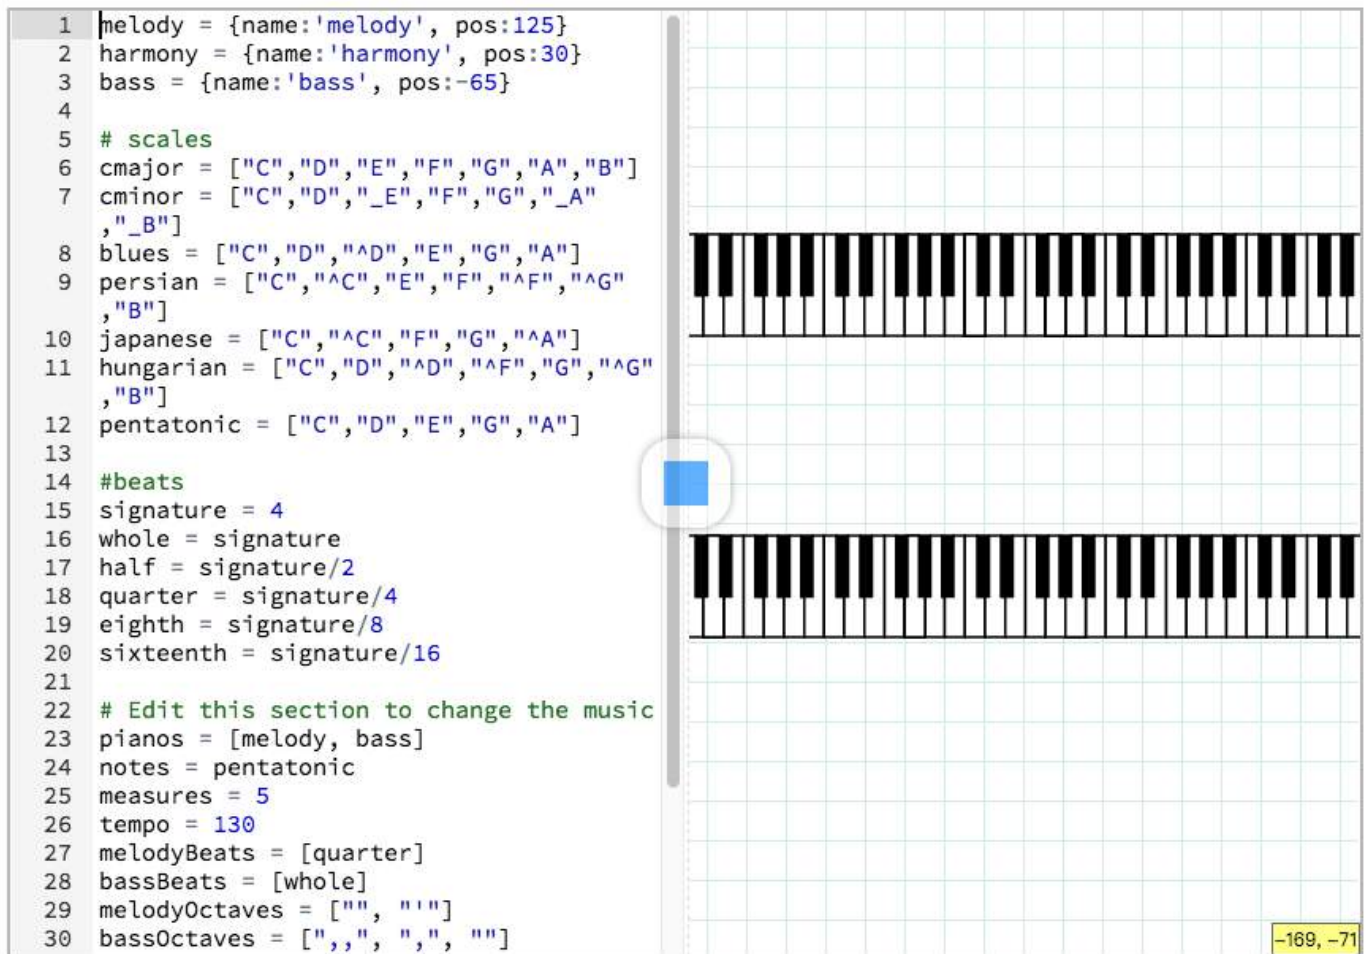 1 melody = {name:'melody', pos:125}
2 harmony = {name:'harmony', pos:30}
3 bass = {name:'bass', pos:-65}
4
5 # scales
6 cmajor = ["C","D","E","F","G","A","B"]
7 cminor = ["C","D","_E","F","G","_A"
,"_B"]
8 blues = ["C","D","^D","E","G","A"]
9 persian = ["C","^C","E","F","^F","^G"
,"B"]
10 japanese = ["C","^C","F","G","^A"]
11 hungarian = ["C","D","^D","^F","G","^G"
,"B"]
12 pentatonic = ["C","D","E","G","A"]
13
14 #beats
15 signature = 4
16 whole = signature
17 half = signature/2
18 quarter = signature/4
19 eighth = signature/8
20 sixteenth = signature/16
21
22 # Edit this section to change the music
23 pianos = [melody, bass]
24 notes = pentatonic
25 measures = 5
26 tempo = 130
27 melodyBeats = [quarter]
28 bassBeats = [whole]
29 melodyOctaves = ["", "'"]
30 bassOctaves = [",,", ",", ""]
-169, -71